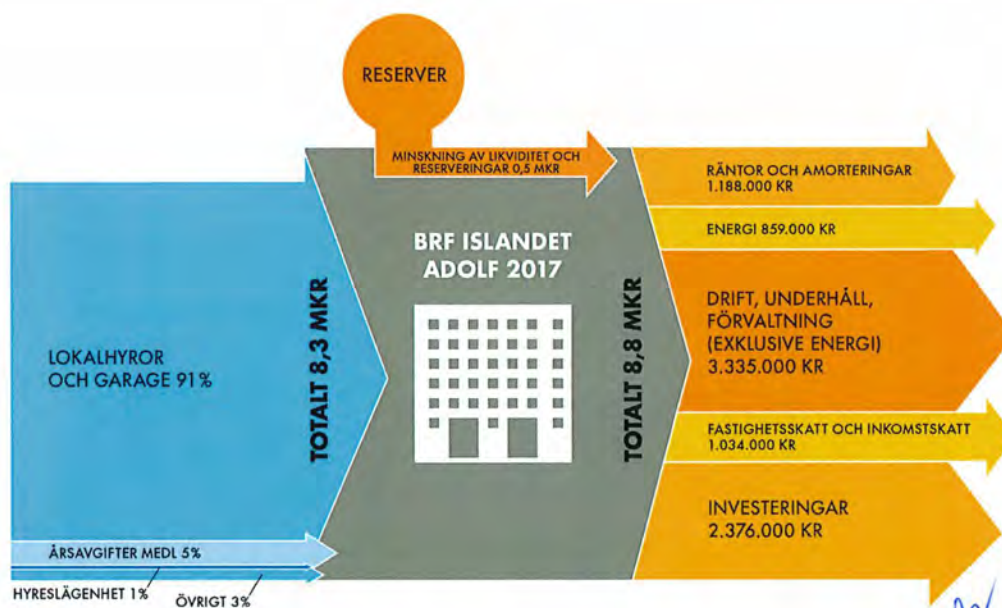 RESERVER
MINSKNING AV LIKVIDITET OCH
RESERVERINGAR 0,5 MKR
LOKALHYROR
OCH GARAGE 91%
ÅRSAVGIFTER MEDL 5%
HYRESLÄGENHET 1%
ÖVRIGT 3%
TOTALT 8,3 MKR
BRF ISLANDET
ADOLF 2017
TOTALT 8,8 MKR
RÄNTOR OCH AMORTERINGAR
1.188.000 KR
ENERGI 859.000 KR
DRIFT, UNDERHÅLL,
FÖRVALTNING
(EXKLUSIVE ENERGI)
3.335.000 KR
FASTIGHETSSKATT OCH INKOMSTSKATT
1.034.000 KR
INVESTERINGAR
2.376.000 KR